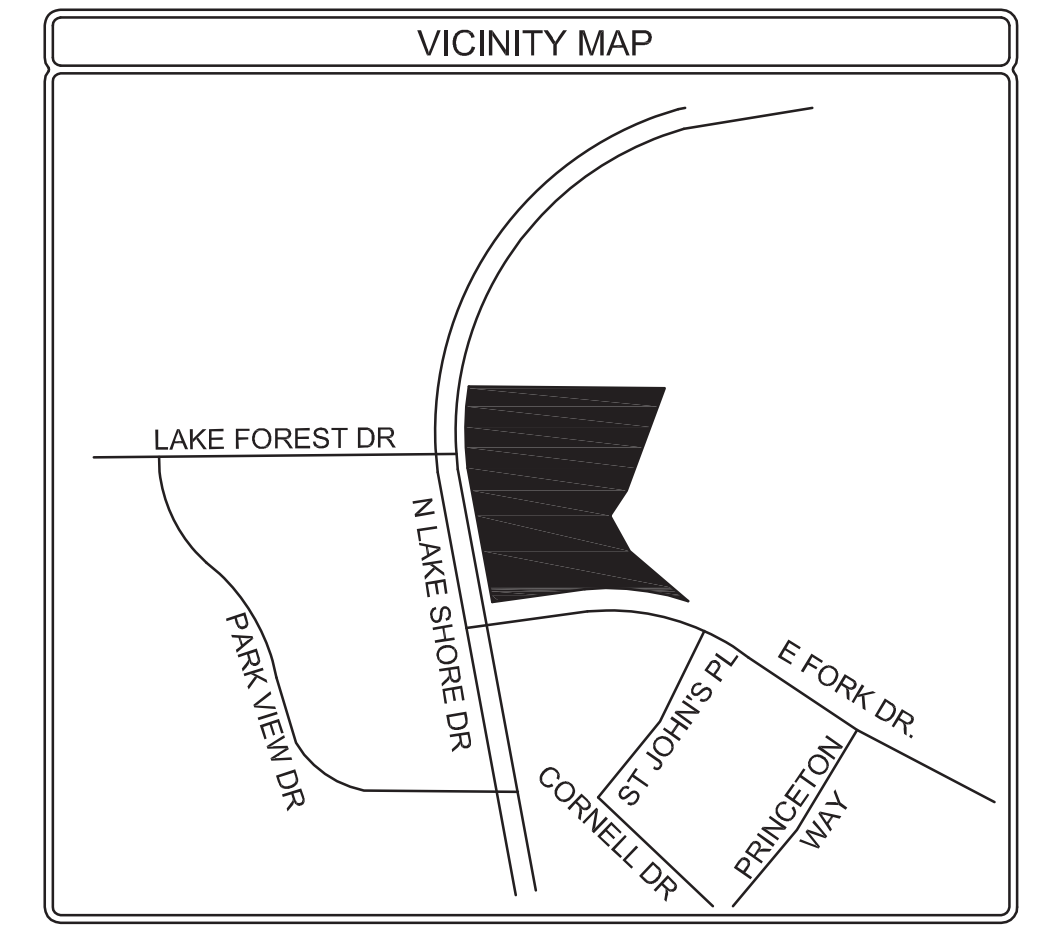 VICINITY MAP
LAKE FOREST DR
N LAKE SHORE DR
PARK VIEW DR
E FORK DR.
ST JOHN'S PL
PRINCETON
WAY
CORNELL DR